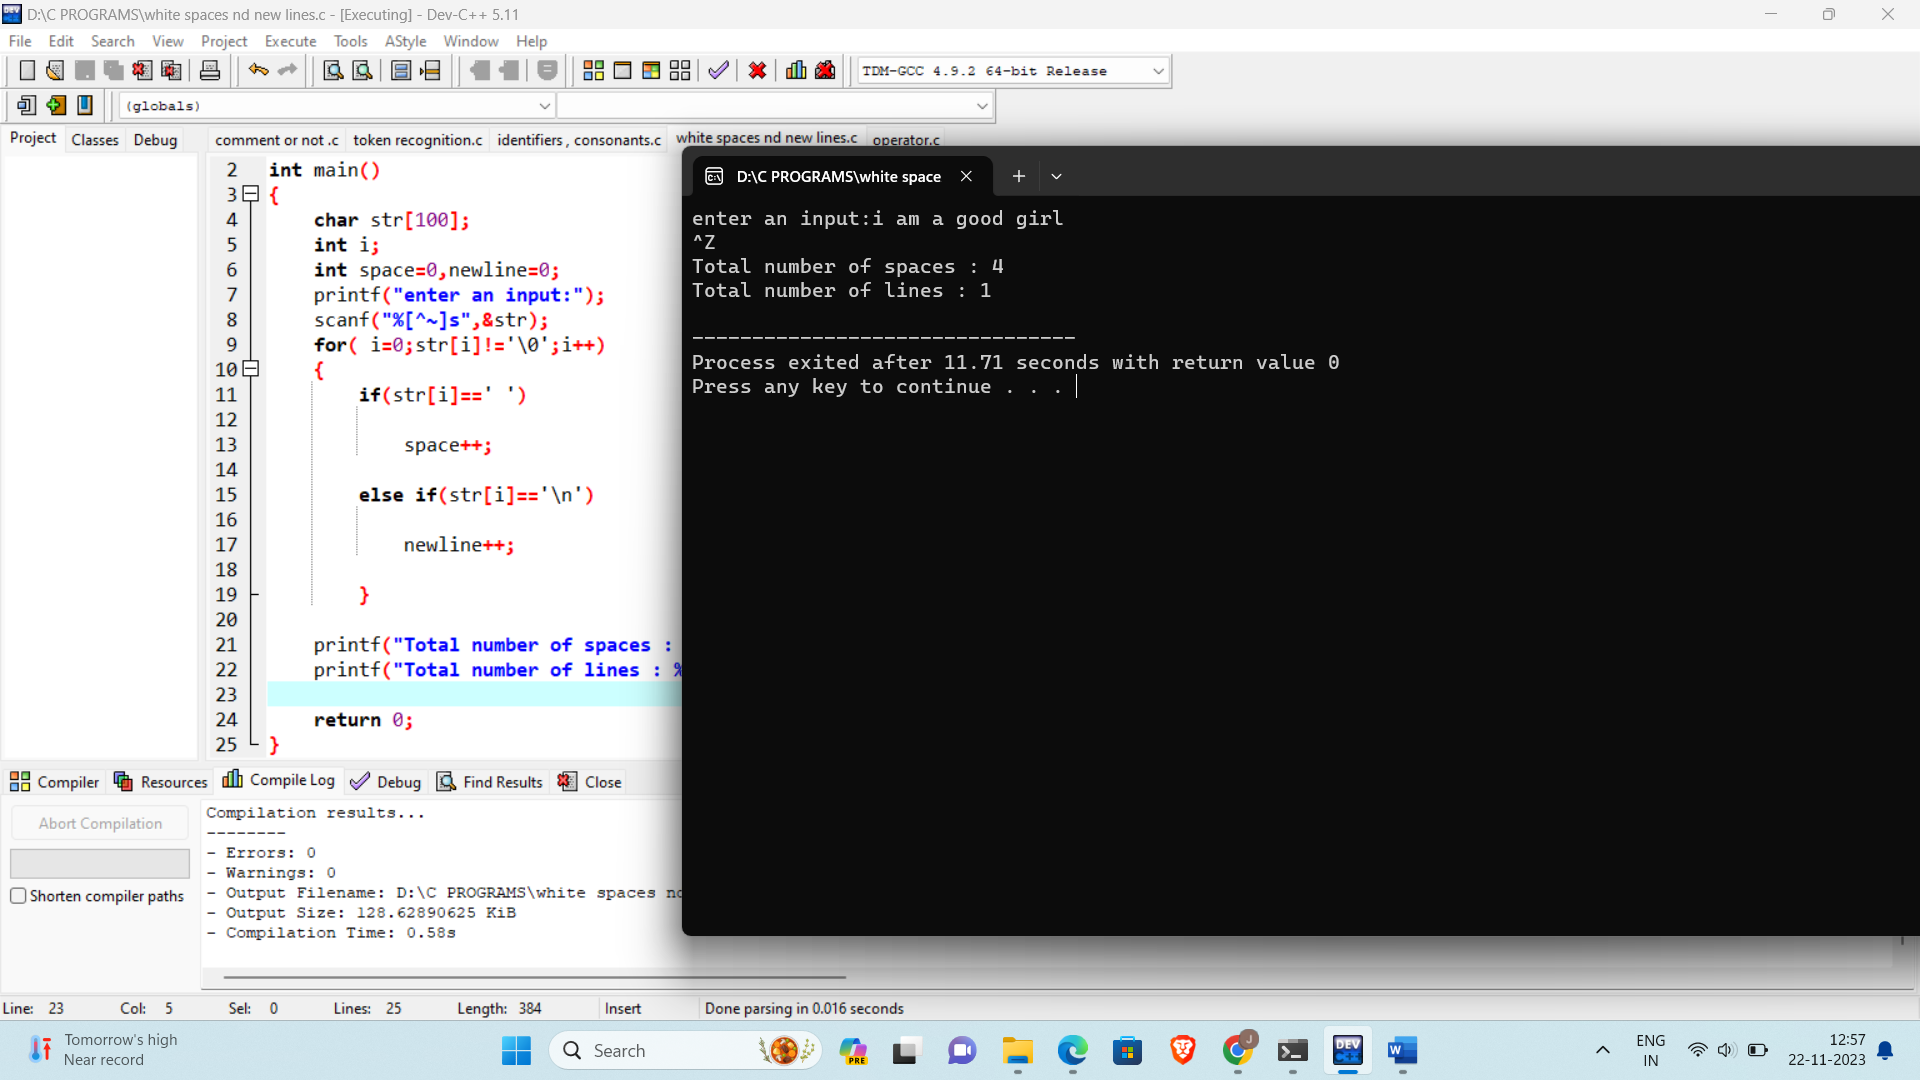 D:\C PROGRAMS\white spaces nd new lines.c - [Executing] - Dev-C++ 5.11
File Edit Search View Project Execute Tools AStyle Window Help
TDM-GCC 4.9.2 64-bit Release
(globals)
Project Classes Debug
comment or not .c token recognition.c identifiers , consonants.c white spaces nd new lines.c operator.c
2 int main()
3 {
4 char str[100];
5 int i;
6 int space=0,newline=0;
7 printf("enter an input:");
8 scanf("%[^~]s",&str);
9 for( i=0;str[i]!='\0';i++)
10 {
11 if(str[i]==' ')
12
13 space++;
14
15 else if(str[i]=='\n')
16
17 newline++;
18
19 }
20
21 printf("Total number of spaces :
22 printf("Total number of lines : %
23
24 return 0;
25 }
D:\C PROGRAMS\white space
enter an input:i am a good girl
^Z
Total number of spaces : 4
Total number of lines : 1
--------------------------------
Process exited after 11.71 seconds with return value 0
Press any key to continue . . .
Compiler Resources Compile Log Debug Find Results Close
Abort Compilation
Shorten compiler paths
Compilation results...
--------
- Errors: 0
- Warnings: 0
- Output Filename: D:\C PROGRAMS\white spaces nd
- Output Size: 128.62890625 KiB
- Compilation Time: 0.58s
Line: 23 Col: 5 Sel: 0 Lines: 25 Length: 384 Insert Done parsing in 0.016 seconds
Tomorrow's high
Near record
Search
PRE
DEV
C++
ENG
IN
12:57
22-11-2023